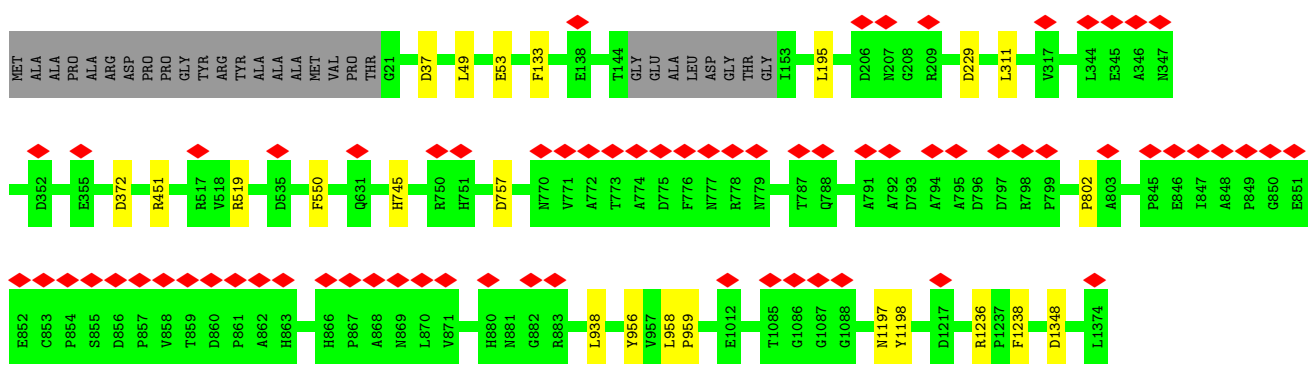 MET ALA ALA PRO ALA ARG ASP PRO PRO GLY TYR ARG TYR ALA ALA ALA MET VAL PRO THR G21 D37 L49 E53 F133 E138 T144 GLY GLU ALA LEU ASP GLY THR GLY I153 L195 D206 N207 G208 R209 D229 L311 V317 L344 E345 A346 N347
D352 E355 D372 R451 R517 V518 R519 D535 F550 Q631 H745 R750 H751 D757 N770 V771 A772 T773 A774 D775 F776 N777 R778 N779 T787 Q788 A791 A792 D793 A794 A795 D796 D797 R798 P799 P802 A803 P845 E846 I847 A848 P849 G850 E851
E852 C853 P854 S855 D856 P857 V858 T859 D860 P861 A862 H863 H866 P867 A868 N869 L870 V871 H880 N881 G882 R883 L938 Y956 V957 L958 P959 E1012 T1085 G1086 G1087 G1088 N1197 Y1198 D1217 R1236 P1237 F1238 D1348 L1374